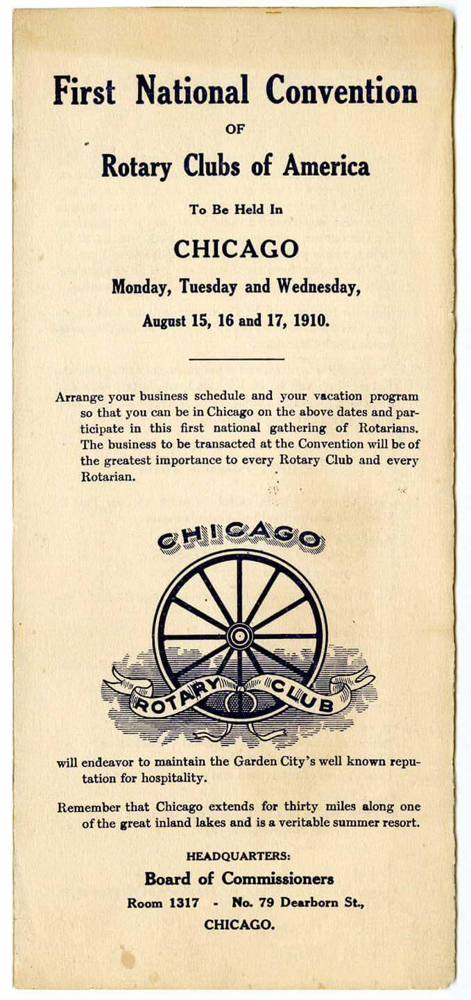 First National Convention
OF
Rotary Clubs of America
To Be Held In
CHICAGO
Monday, Tuesday and Wednesday,
August 15, 16 and 17, 1910.
Arrange your business schedule and your vacation program
so that you can be in Chicago on the above dates and par-
ticipate in this first national gathering of Rotarians.
The business to be transacted at the Convention will be of
the greatest importance to every Rotary Club and every
Rotarian.
CHICAGO
ROTARY CLUB
will endeavor to maintain the Garden City's well known repu-
tation for hospitality.
Remember that Chicago extends for thirty miles along one
of the great inland lakes and is a veritable summer resort.
HEADQUARTERS:
Board of Commissioners
Room 1317 - No. 79 Dearborn St.,
CHICAGO.